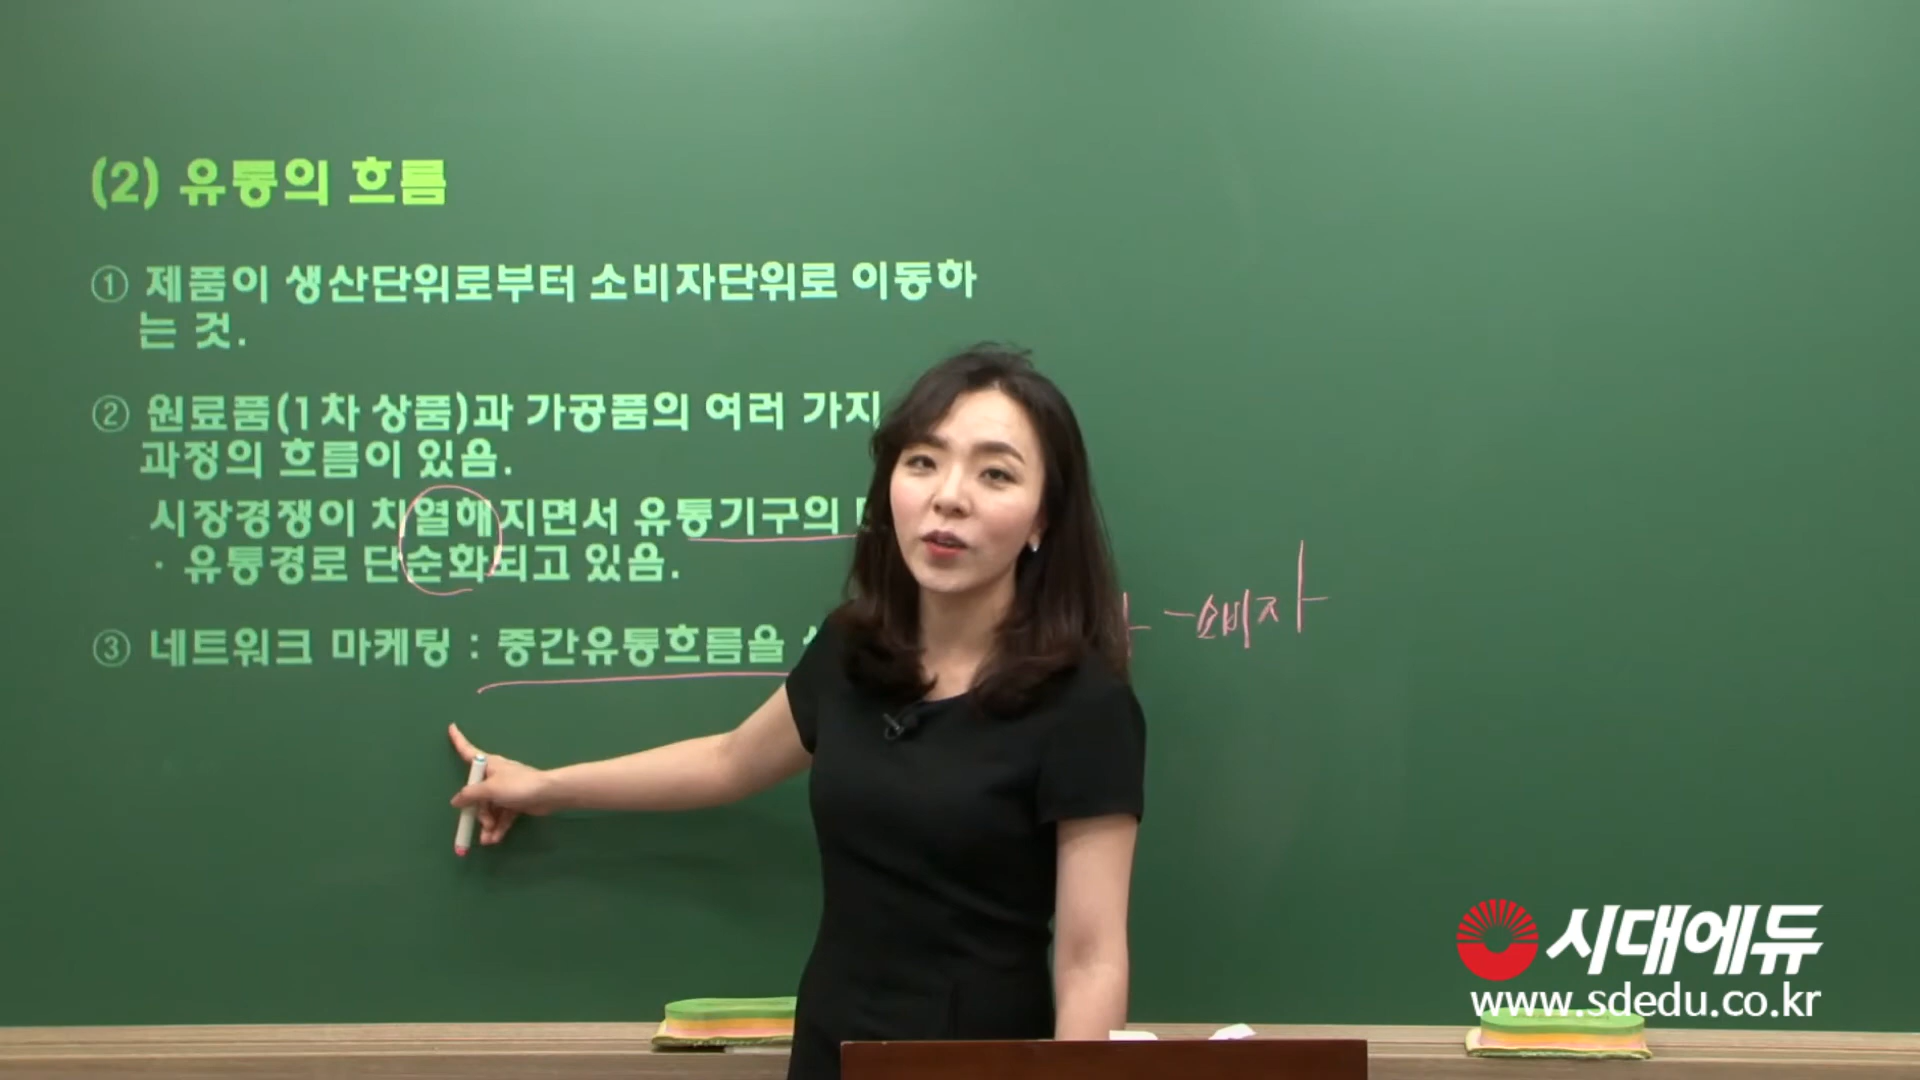 (2) 유통의 흐름
① 제품이 생산단위로부터 소비자단위로 이동하
는 것.
② 원료품(1차 상품)과 가공품의 여러 가지
과정의 흐름이 있음.
시장경쟁이 치열해지면서 유통기구의
· 유통경로 단순화되고 있음.
③ 네트워크 마케팅 : 중간유통흐름을
소비자
시대에듀
www.sdedu.co.kr